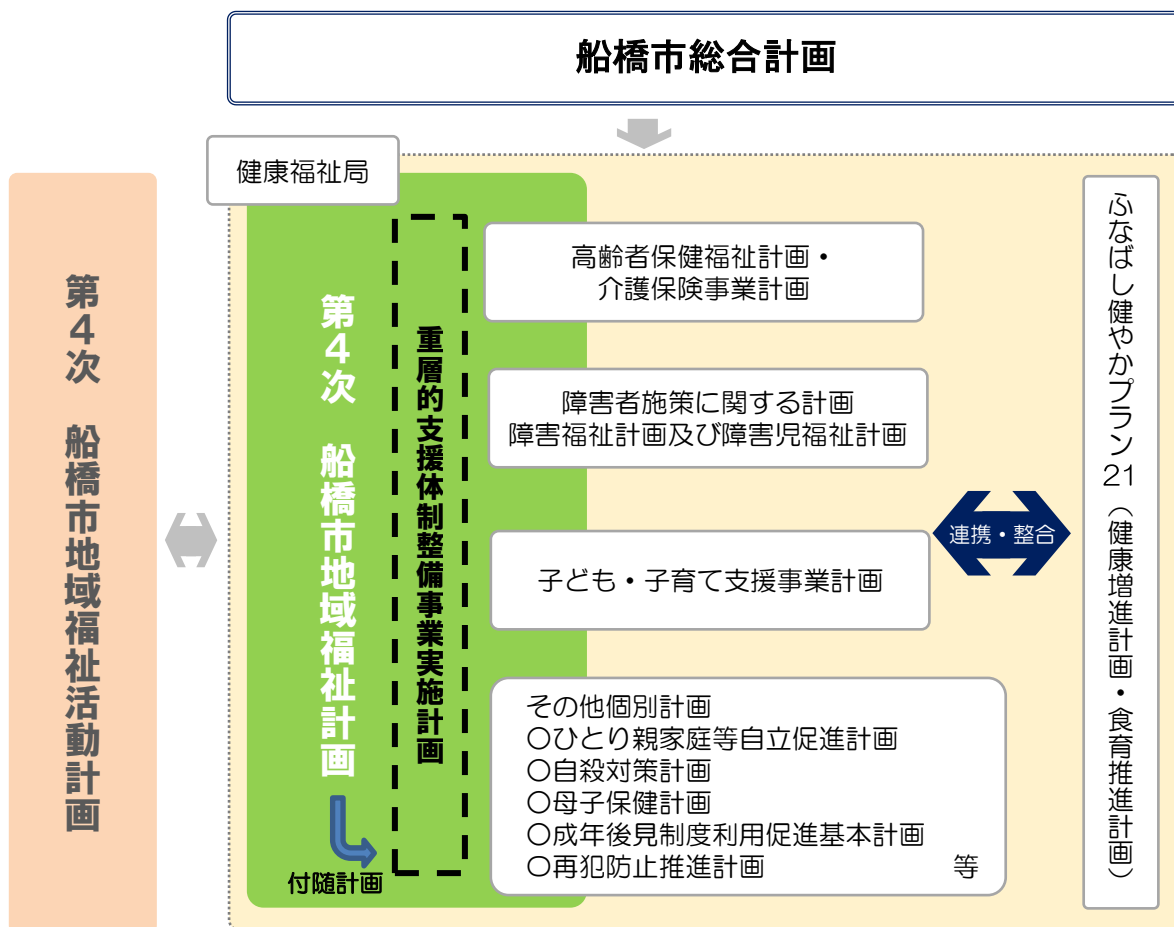 船橋市総合計画
健康福祉局
第4次 船橋市地域福祉活動計画
第4次 船橋市地域福祉計画
付随計画
重層的支援体制整備事業実施計画
高齢者保健福祉計画・
介護保険事業計画
障害者施策に関する計画
障害福祉計画及び障害児福祉計画
子ども・子育て支援事業計画
その他個別計画
〇ひとり親家庭等自立促進計画
〇自殺対策計画
〇母子保健計画
〇成年後見制度利用促進基本計画
〇再犯防止推進計画 等
連携・整合
ふなばし健やかプラン21（健康増進計画・食育推進計画）